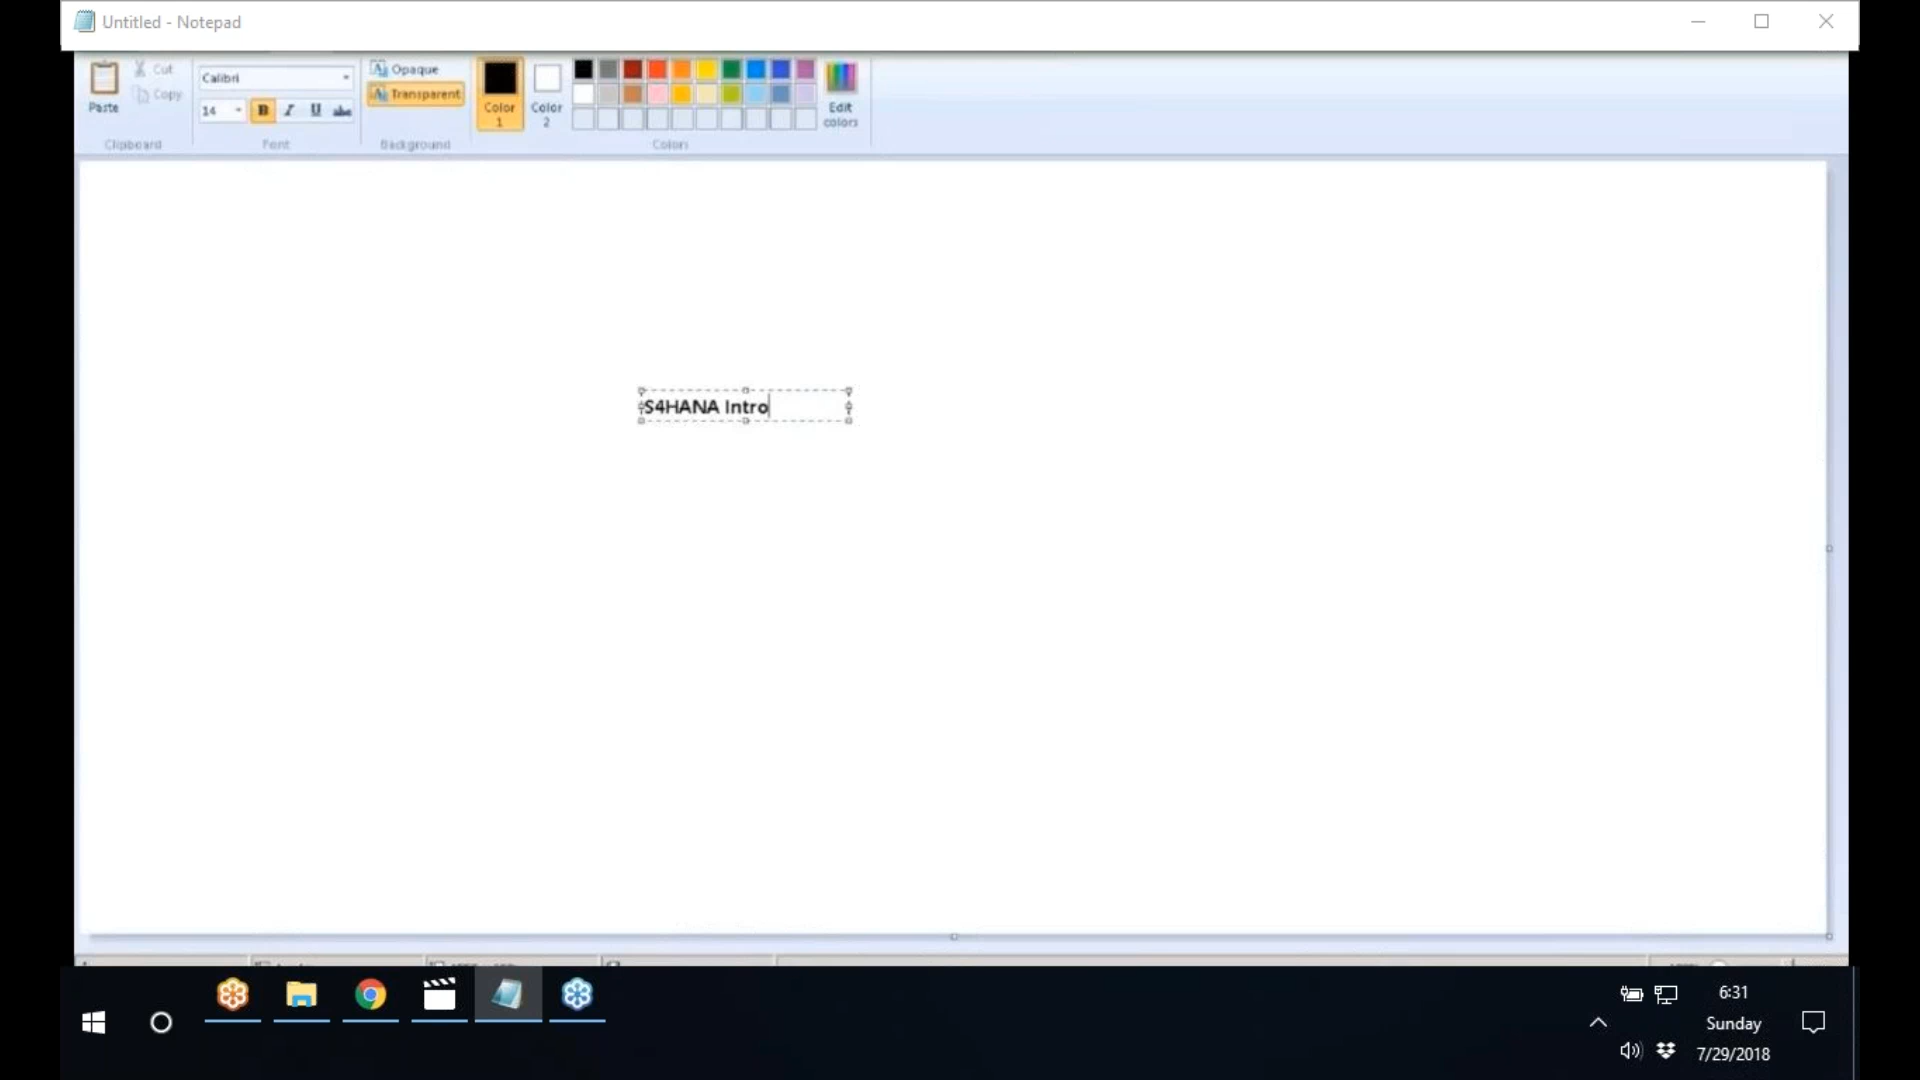 Untitled - Notepad
Cut
Copy
Paste
Clipboard
Calibri
14
B I U abc
Font
Opaque
Transparent
Background
Color 1
Color 2
Edit colors
Colors
S4HANA Intro
6:31
Sunday
7/29/2018